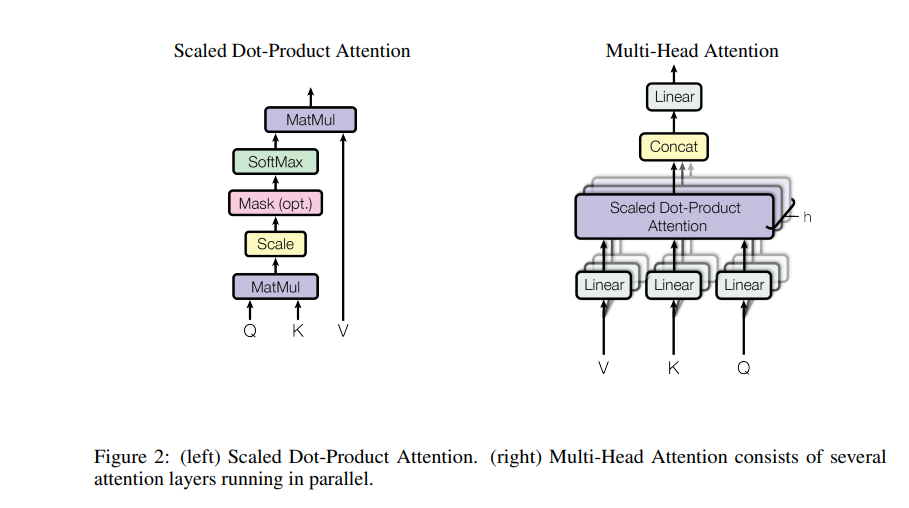 Scaled Dot-Product Attention
MatMul
SoftMax
Mask (opt.)
Scale
MatMul
Q K V
Multi-Head Attention
Linear
Concat
Scaled Dot-Product
Attention
h
Linear Linear Linear
V K Q
Figure 2: (left) Scaled Dot-Product Attention. (right) Multi-Head Attention consists of several
attention layers running in parallel.